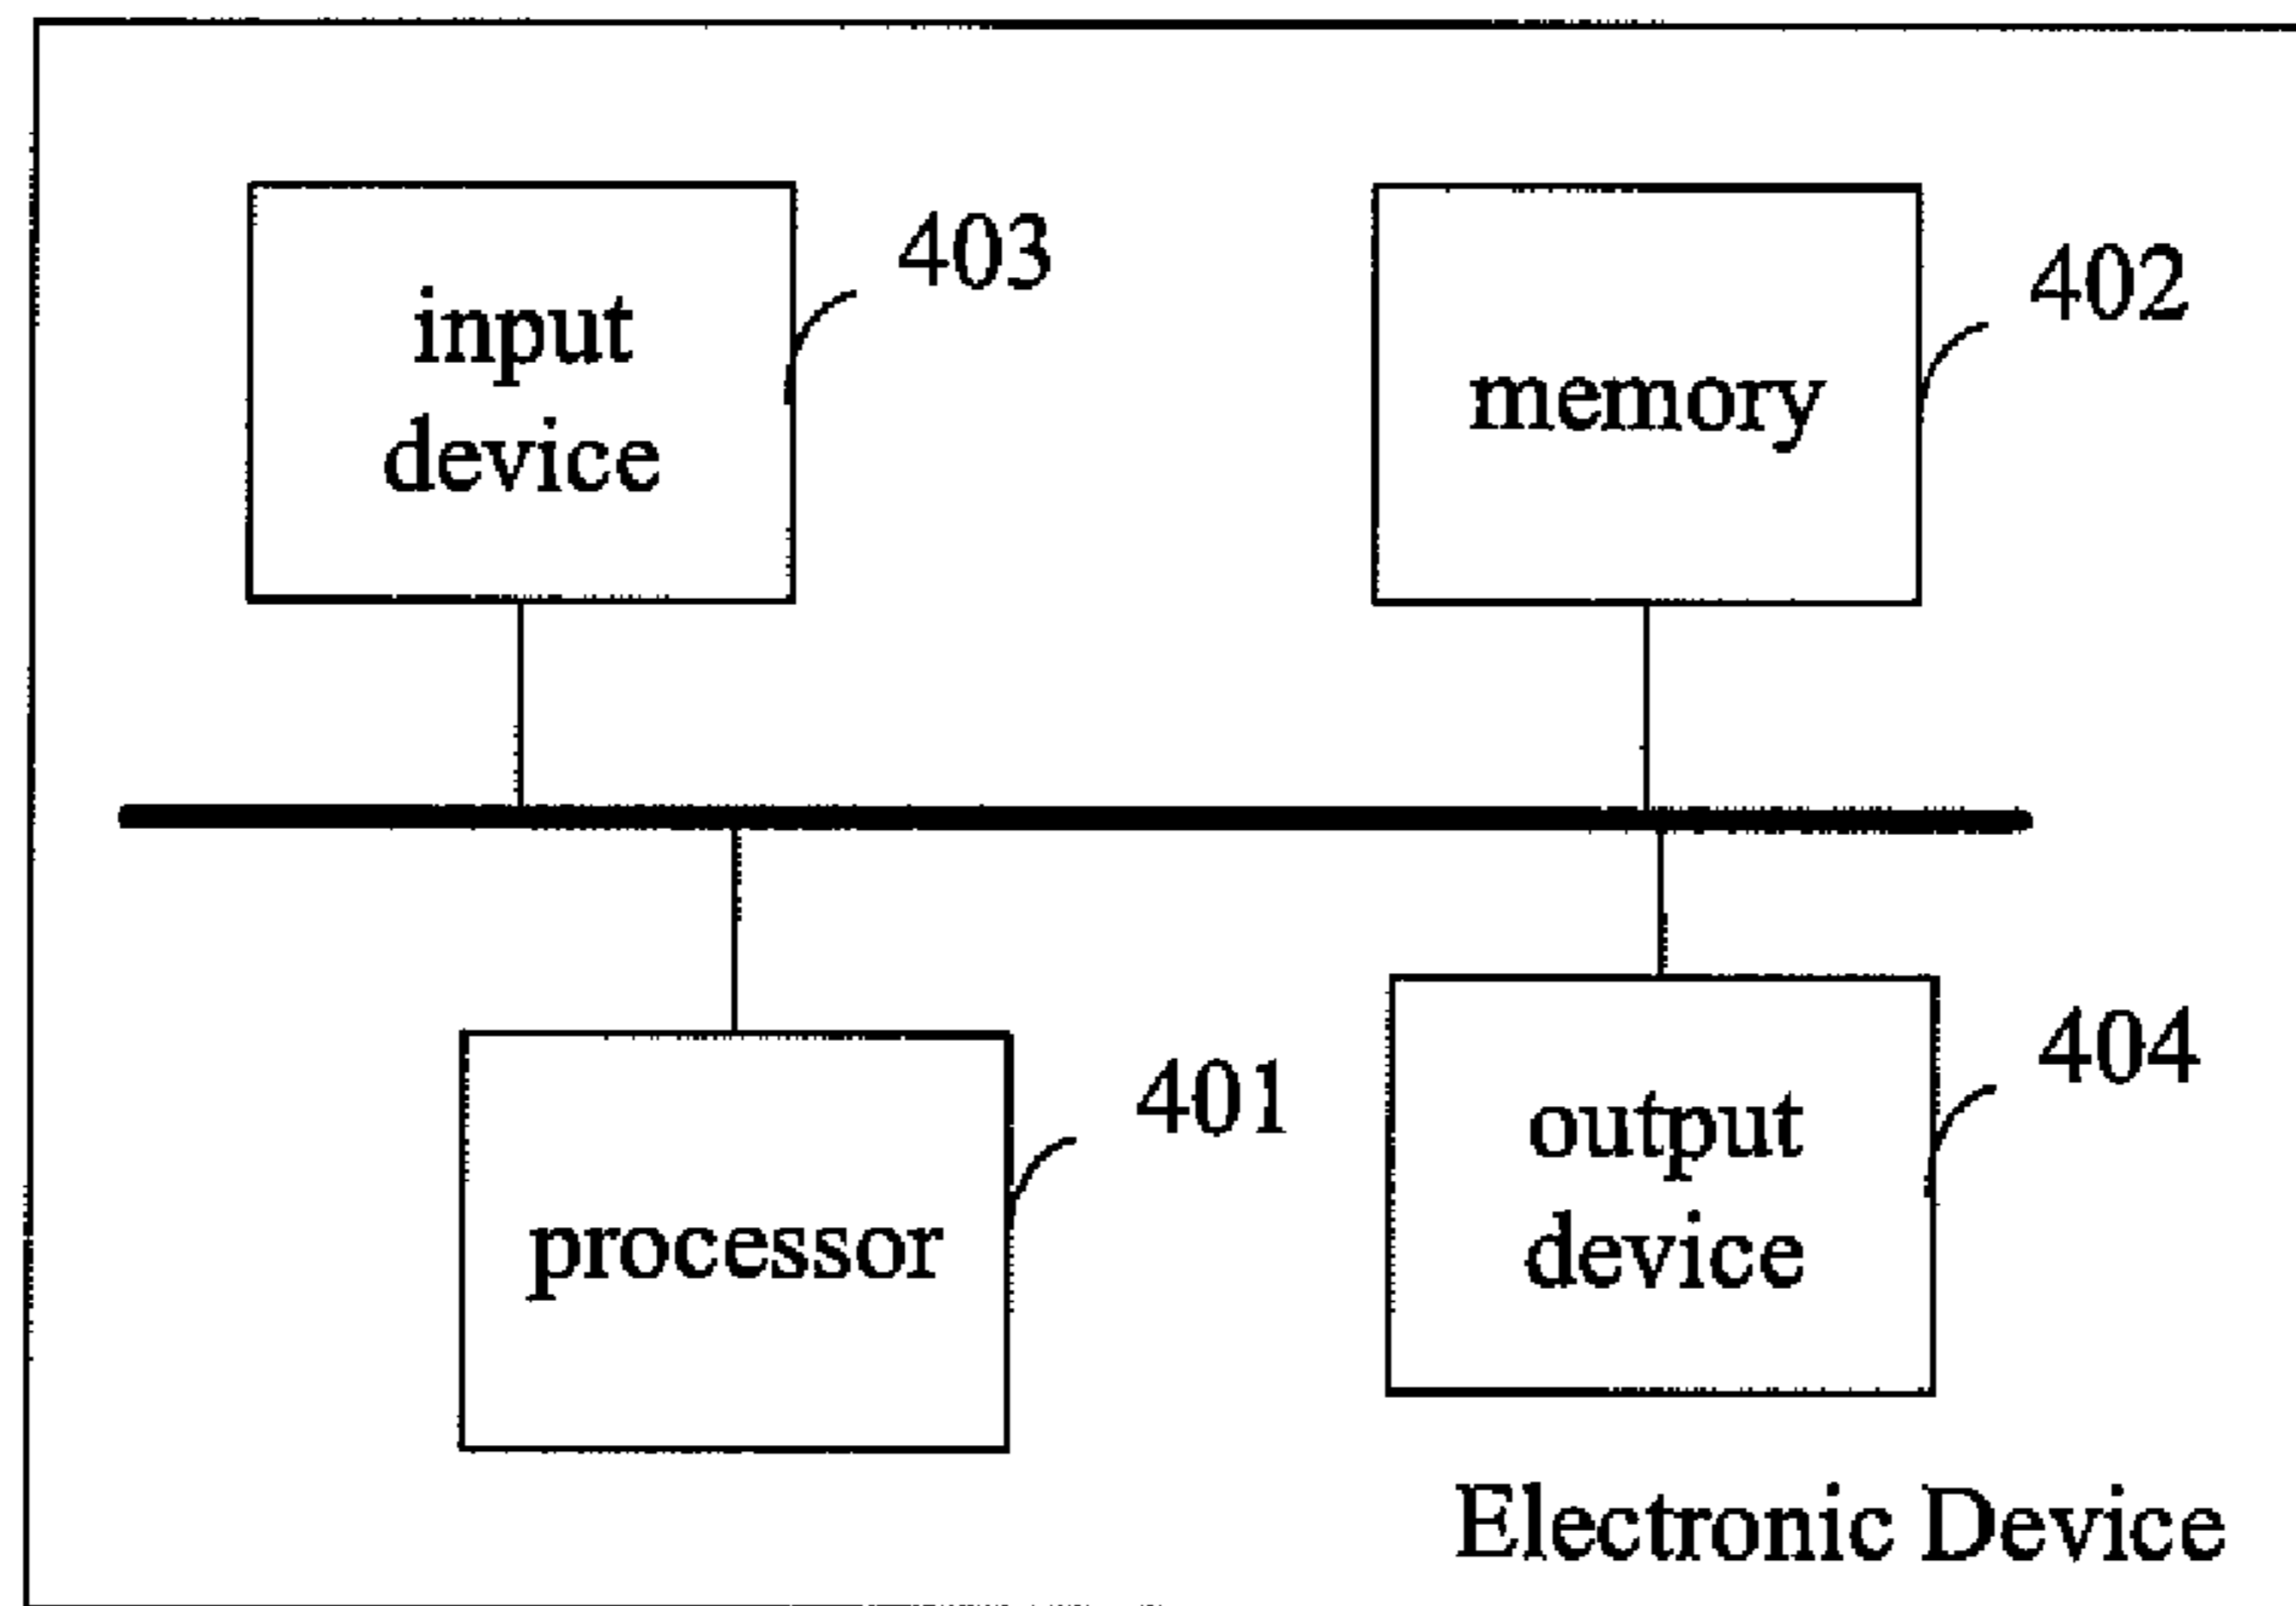 input
device
403
memory
402
processor
401
output
device
404
Electronic Device